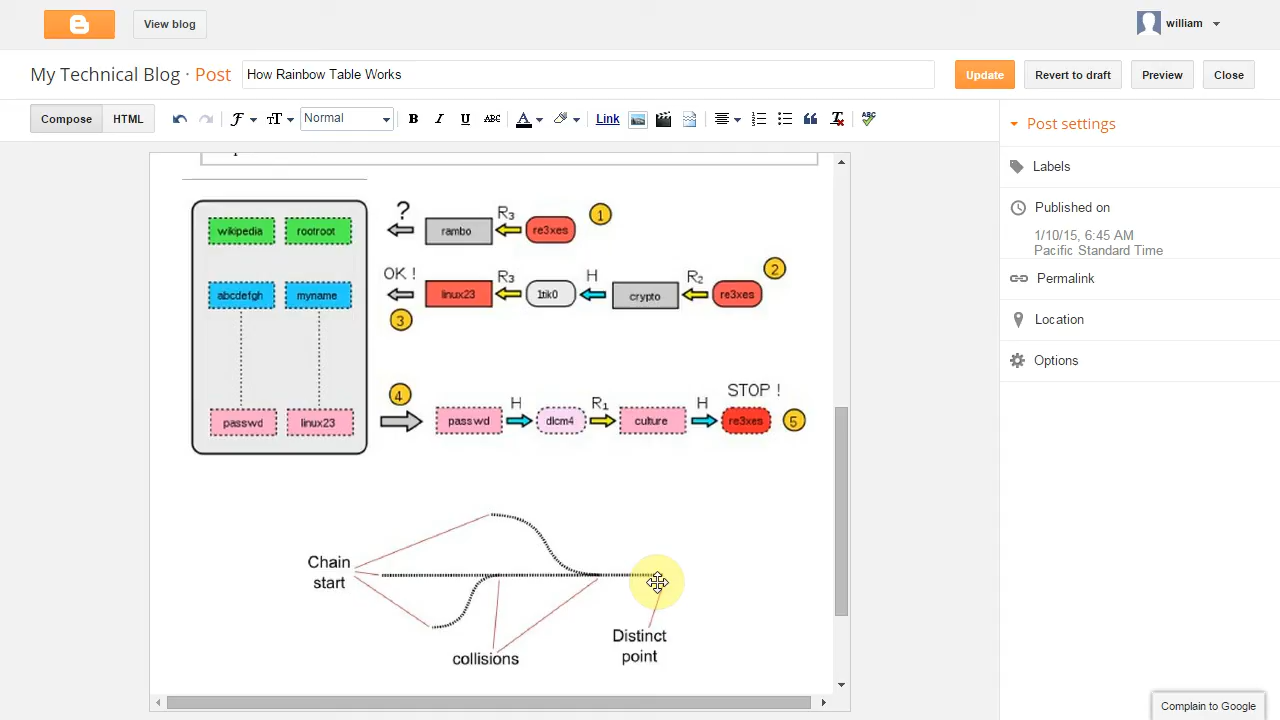 View blog
william
My Technical Blog · Post
How Rainbow Table Works
Update
Revert to draft
Preview
Close
Compose
HTML
Normal
B I U ABC A Link
ABC
Post settings
Labels
Published on
1/10/15, 6:45 AM
Pacific Standard Time
Permalink
Location
Options
wikipedia rootroot ? rambo R3 re3xes 1
abcdefgh myname OK ! linux23 R3 1tik0 H crypto R2 re3xes 2
3
passwd linux23 4 passwd H dlcm4 R1 culture H STOP ! re3xes 5
Chain
start
collisions
Distinct
point
Complain to Google